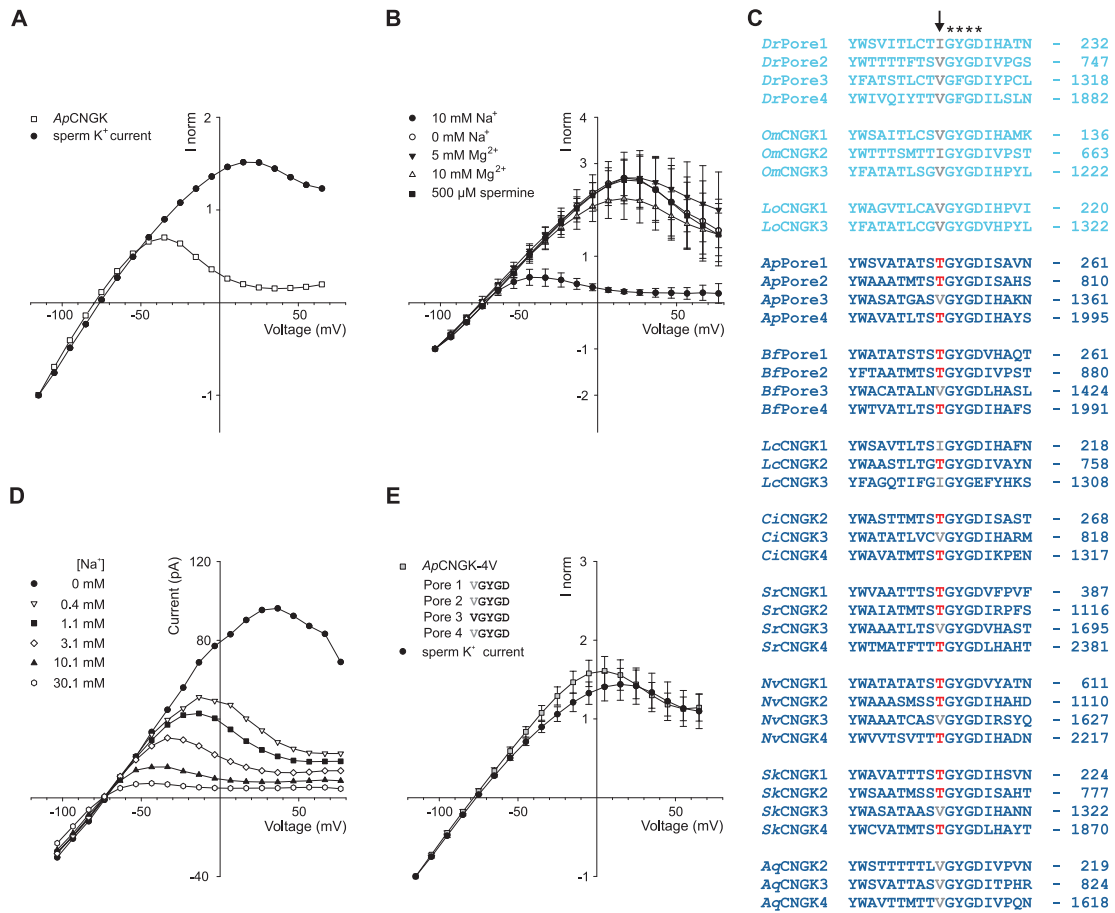 A
ApCNGK
sperm K+ current
I norm
2
1
-1
-100
-50
50
Voltage (mV)
B
10 mM Na+
0 mM Na+
5 mM Mg2+
10 mM Mg2+
500 µM spermine
I norm
3
2
1
-1
-2
-100
-50
50
Voltage (mV)
C
****
DrPore1 YWSVITLCTIGYGDIHATN - 232
DrPore2 YWTTTTFTSVGYGDIVPGS - 747
DrPore3 YFATSTLCTVGFGDIYPCL - 1318
DrPore4 YWIVQIYTTVGFGDILSLN - 1882
OmCNGK1 YWSAITLCSVGYGDIHAMK - 136
OmCNGK2 YWTTTSMTTIGYGDIVPST - 663
OmCNGK3 YFATATLSGVGYGDIHPYL - 1222
LoCNGK1 YWAGVTLCAVGYGDIHPVI - 220
LoCNGK3 YFATATLCGVGYGDVHPYL - 1322
ApPore1 YWSVATATSTGYGDISAVN - 261
ApPore2 YWAAATMTSTGYGDISAHS - 810
ApPore3 YWASATGASVGYGDIHAKN - 1361
ApPore4 YWAVATLTSTGYGDIHAYS - 1995
BfPore1 YWATATSTSTGYGDVHAQT - 261
BfPore2 YFTAATMTSTGYGDIVPST - 880
BfPore3 YWACATALNVGYGDLHASL - 1424
BfPore4 YWTVATLTSTGYGDIHAFS - 1991
LcCNGK1 YWSAVTLTSIGYGDIHAFN - 218
LcCNGK2 YWAASTLTGTGYGDIVAYN - 758
LcCNGK3 YFAGQTIFGIGYGEFYHKS - 1308
CiCNGK2 YWASTTMTSTGYGDISAST - 268
CiCNGK3 YWATATLVCVGYGDIHARM - 818
CiCNGK4 YWAVATMTSTGYGDIKPEN - 1317
SrCNGK1 YWVAATTTSTGYGDVFPVF - 387
SrCNGK2 YWAIATMTSTGYGDIRPFS - 1116
SrCNGK3 YWAAATLTSVGYGDVHAST - 1695
SrCNGK4 YWTMATFTTTGYGDLHAHT - 2381
NvCNGK1 YWATATATSTGYGDVYATN - 611
NvCNGK2 YWAAASMSSTGYGDIHAHD - 1110
NvCNGK3 YWAAATCASVGYGDIRSYQ - 1627
NvCNGK4 YWVVTSVTTTGYGDIHADN - 2217
SkCNGK1 YWAVATTTSTGYGDIHSVN - 224
SkCNGK2 YWSAATMSSTGYGDISAHT - 777
SkCNGK3 YWASATAASVGYGDIHANN - 1322
SkCNGK4 YWCVATMTSTGYGDLHAYT - 1870
AqCNGK2 YWSTTTTTLVGYGDIVPVN - 219
AqCNGK3 YWSVATTASVGYGDITPHR - 824
AqCNGK4 YWAVTTMTTVGYGDIVPQN - 1618
D
[Na+]
0 mM
0.4 mM
1.1 mM
3.1 mM
10.1 mM
30.1 mM
Current (pA)
120
80
40
-40
-100
-50
50
Voltage (mV)
E
ApCNGK-4V
Pore 1 VGYGD
Pore 2 VGYGD
Pore 3 VGYGD
Pore 4 VGYGD
sperm K+ current
I norm
2
1
-1
-100
-50
50
Voltage (mV)